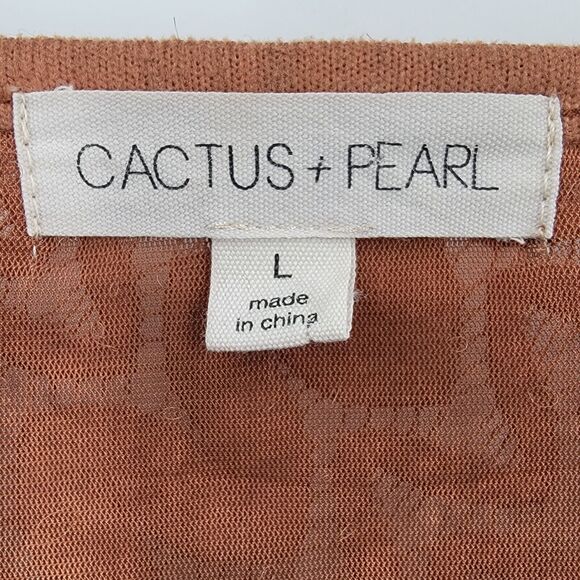 CACTUS + PEARL
L
made
in china